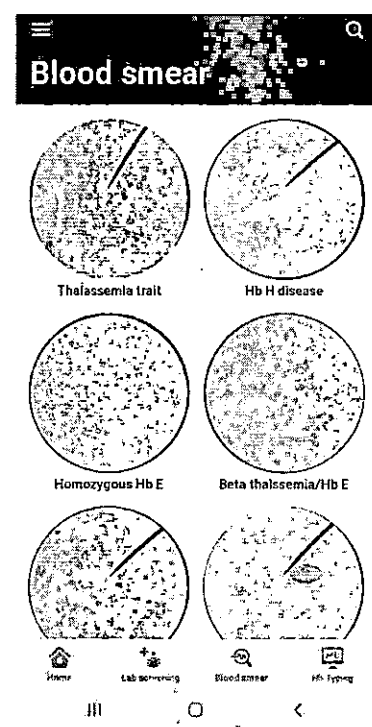 Blood smear
Thalassemia trait
Hb H disease
Homozygous Hb E
Beta thalssemia/Hb E
Home
Lab screening
Blood smear
Hb Typing